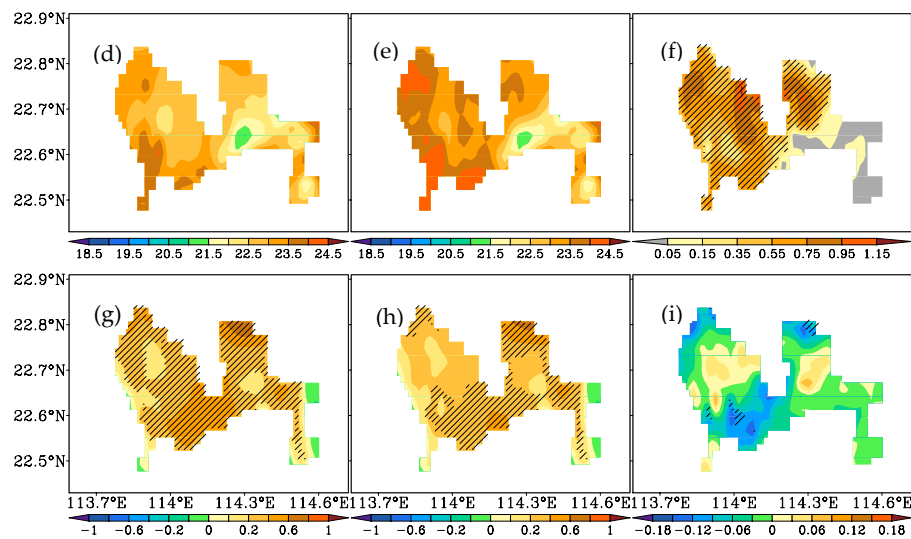 22.9°N
(d) (e) (f)
22.8°N
22.7°N
22.6°N
22.5°N
18.5 19.5 20.5 21.5 22.5 23.5 24.5 18.5 19.5 20.5 21.5 22.5 23.5 24.5 0.05 0.15 0.35 0.55 0.75 0.95 1.15
22.9°N
(g) (h) (i)
22.8°N
22.7°N
22.6°N
22.5°N
113.7°E 114°E 114.3°E 114.6°E 113.7°E 114°E 114.3°E 114.6°E 113.7°E 114°E 114.3°E 114.6°E
-1 -0.6 -0.2 0 0.2 0.6 1 -1 -0.6 -0.2 0 0.2 0.6 1 -0.18 -0.12 -0.06 0 0.06 0.12 0.18